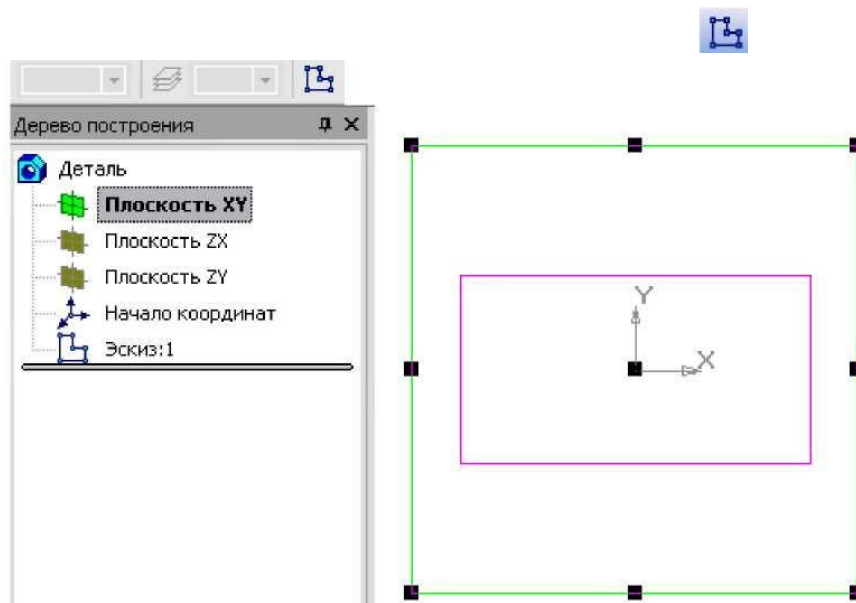 Дерево построения
Деталь
Плоскость XY
Плоскость ZX
Плоскость ZY
Начало координат
Эскиз:1
Y
X